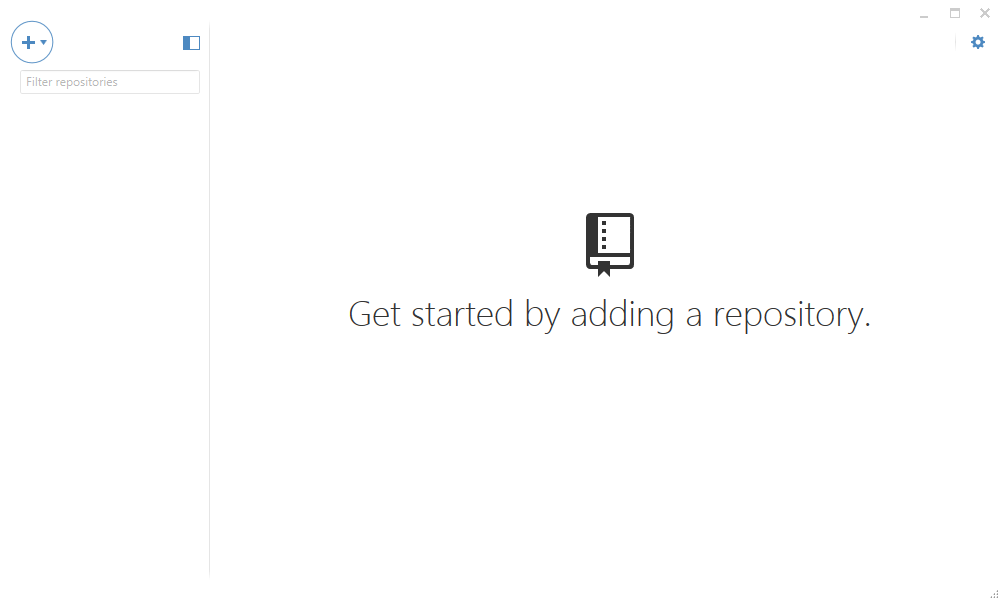 Filter repositories
Get started by adding a repository.